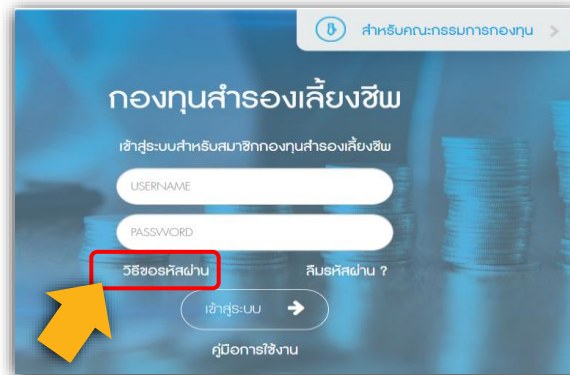 สำหรับคณะกรรมการกองทุน >
กองทุนสำรองเลี้ยงชีพ
เข้าสู่ระบบสำหรับสมาชิกกองทุนสำรองเลี้ยงชีพ
USERNAME
PASSWORD
วิธีขอรหัสผ่าน ลืมรหัสผ่าน ?
เข้าสู่ระบบ
คู่มือการใช้งาน